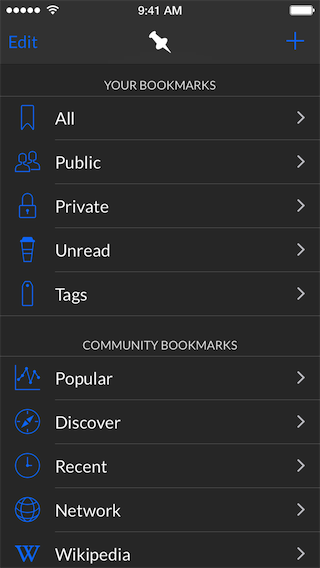 9:41 AM
Edit
YOUR BOOKMARKS
All
Public
Private
Unread
Tags
COMMUNITY BOOKMARKS
Popular
Discover
Recent
Network
W Wikipedia